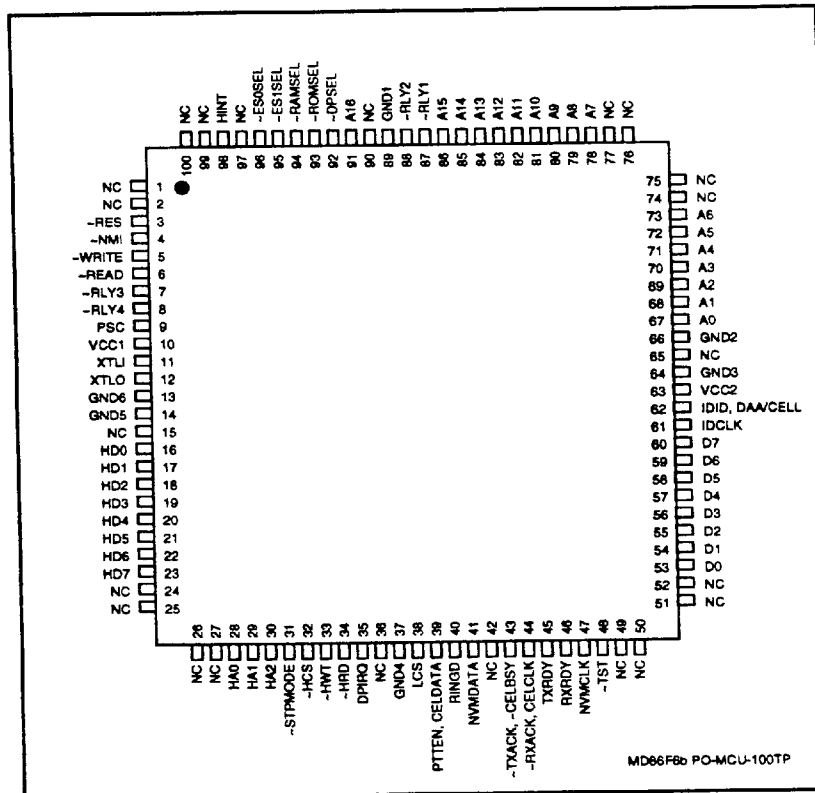 NC
NC
HINT
NC
~ES0SEL
~ES1SEL
~RAMSEL
~ROMSEL
~DPSEL
A16
NC
GND1
~RLY2
~RLY1
A15
A14
A13
A12
A11
A10
A9
A8
A7
NC
NC
100
99
98
97
96
95
94
93
92
91
90
89
88
87
86
85
84
83
82
81
80
79
78
77
76
NC 1
NC 2
~RES 3
~NMI 4
~WRITE 5
~READ 6
~RLY3 7
~RLY4 8
PSC 9
VCC1 10
XTLI 11
XTLO 12
GND6 13
GND5 14
NC 15
HD0 16
HD1 17
HD2 18
HD3 19
HD4 20
HD5 21
HD6 22
HD7 23
NC 24
NC 25
75 NC
74 NC
73 A6
72 A5
71 A4
70 A3
69 A2
68 A1
67 A0
66 GND2
65 NC
64 GND3
63 VCC2
62 IDID, DAA/CELL
61 IDCLK
60 D7
59 D6
58 D5
57 D4
56 D3
55 D2
54 D1
53 D0
52 NC
51 NC
26
27
28
29
30
31
32
33
34
35
36
37
38
39
40
41
42
43
44
45
46
47
48
49
50
NC
NC
HA0
HA1
HA2
~STPMODE
~HCS
~HWT
~HRD
DPIRQ
NC
GND4
LCS
PTTEN, CELDATA
RINGD
NVMDATA
NC
~TXACK, ~CELBSY
~RXACK, CELCLK
TXRDY
RXRDY
NVMCLK
~TST
NC
NC
MD86F6b PO-MCU-100TP